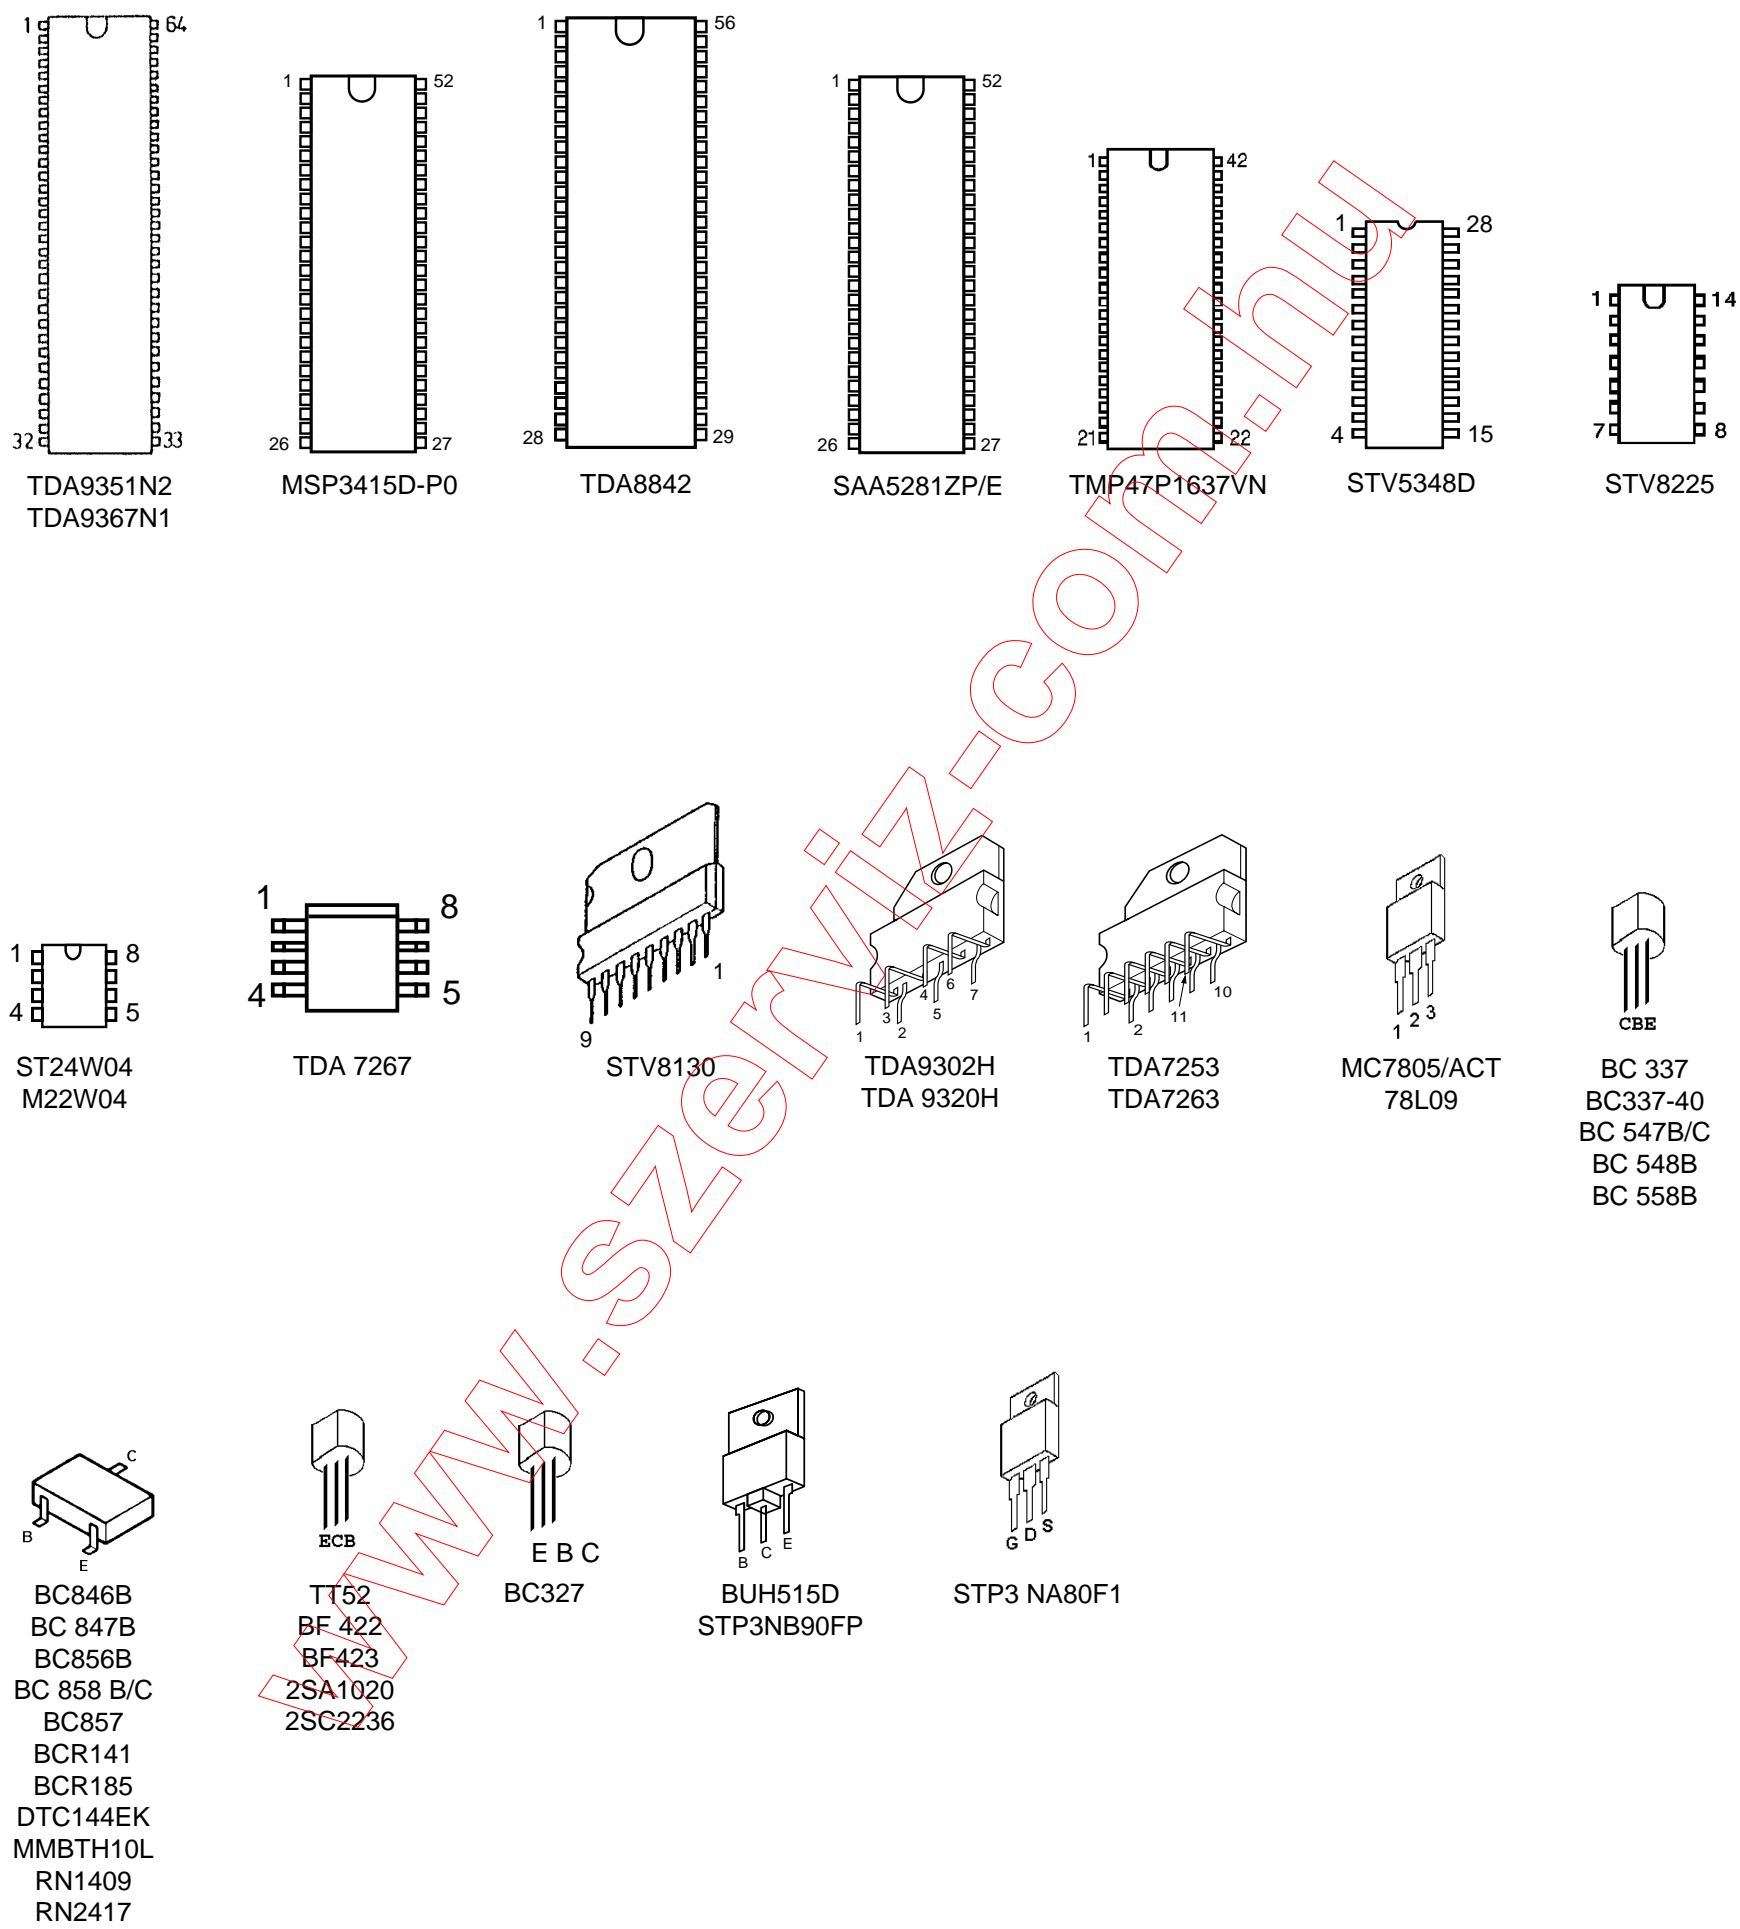 1 64
1 52
1 56
1 52
1 42
1 28
1 14
32 33
26 27
28 29
26 27
21 22
4 15
7 8
TDA9351N2
TDA9367N1
MSP3415D-P0
TDA8842
SAA5281ZP/E
TMP47P1637VN
STV5348D
STV8225
1 8
4 5
ST24W04
M22W04
1 8
4 5
TDA 7267
1
9
STV8130
1 3 2 4 5 6 7
TDA9302H
TDA 9320H
1 2 11 10
TDA7253
TDA7263
1 2 3
MC7805/ACT
78L09
CBE
BC 337
BC337-40
BC 547B/C
BC 548B
BC 558B
C
B
E
BC846B
BC 847B
BC856B
BC 858 B/C
BC857
BCR141
BCR185
DTC144EK
MMBTH10L
RN1409
RN2417
ECB
TT52
BF 422
BF423
2SA1020
2SC2236
E B C
BC327
B C E
BUH515D
STP3NB90FP
G D S
STP3 NA80F1
www.szerviz-com.hu